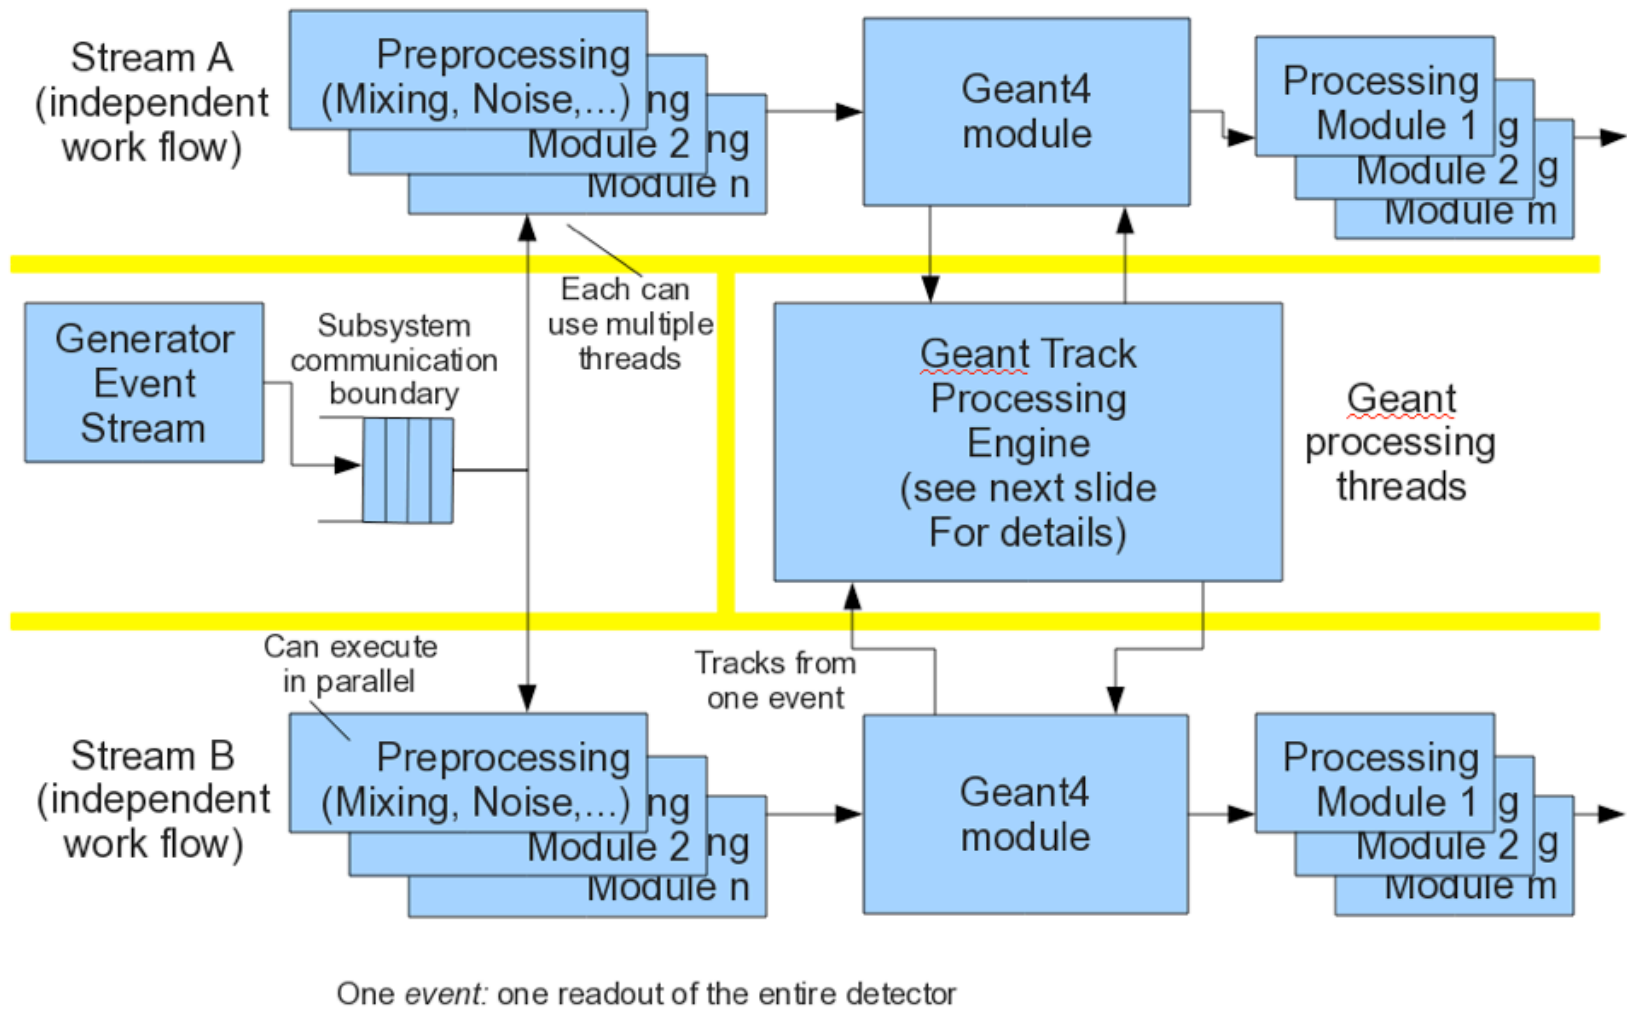 Stream A
(independent
work flow)
Preprocessing
(Mixing, Noise,...)
ng
Module 2
ng
Module n
Geant4
module
Processing
Module 1
g
Module 2
g
Module m
Each can
use multiple
threads
Generator
Event
Stream
Subsystem
communication
boundary
Geant Track
Processing
Engine
(see next slide
For details)
Geant
processing
threads
Can execute
in parallel
Tracks from
one event
Stream B
(independent
work flow)
Preprocessing
(Mixing, Noise,...)
ng
Module 2
ng
Module n
Geant4
module
Processing
Module 1
g
Module 2
g
Module m
One event: one readout of the entire detector